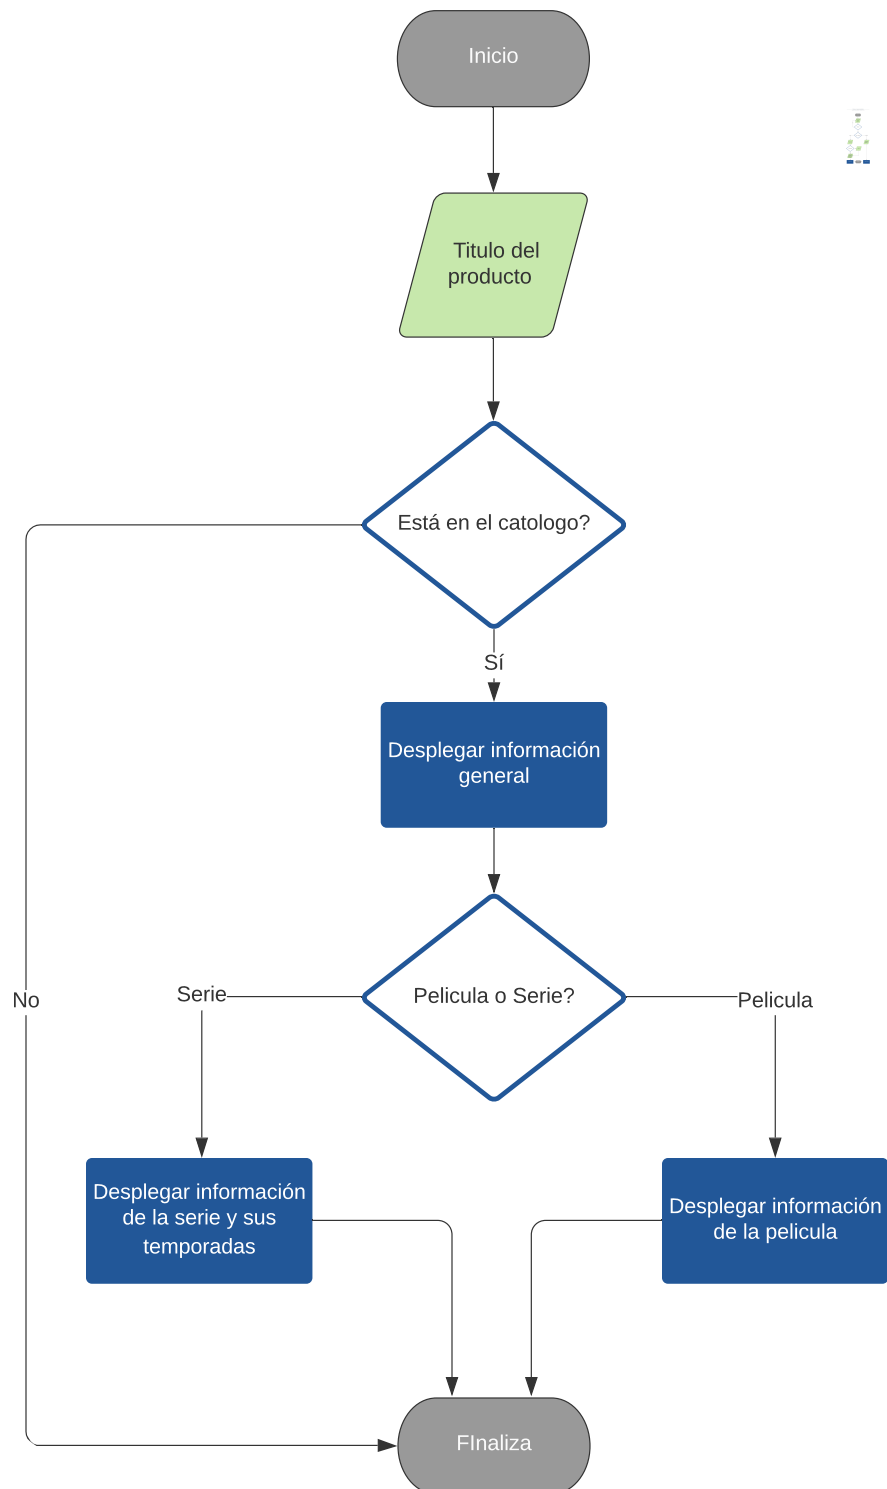 Inicio
Titulo del
producto
Está en el catologo?
Sí
Desplegar información
general
Pelicula o Serie?
Serie
No
Pelicula
Desplegar información
de la serie y sus
temporadas
Desplegar información
de la pelicula
FInaliza